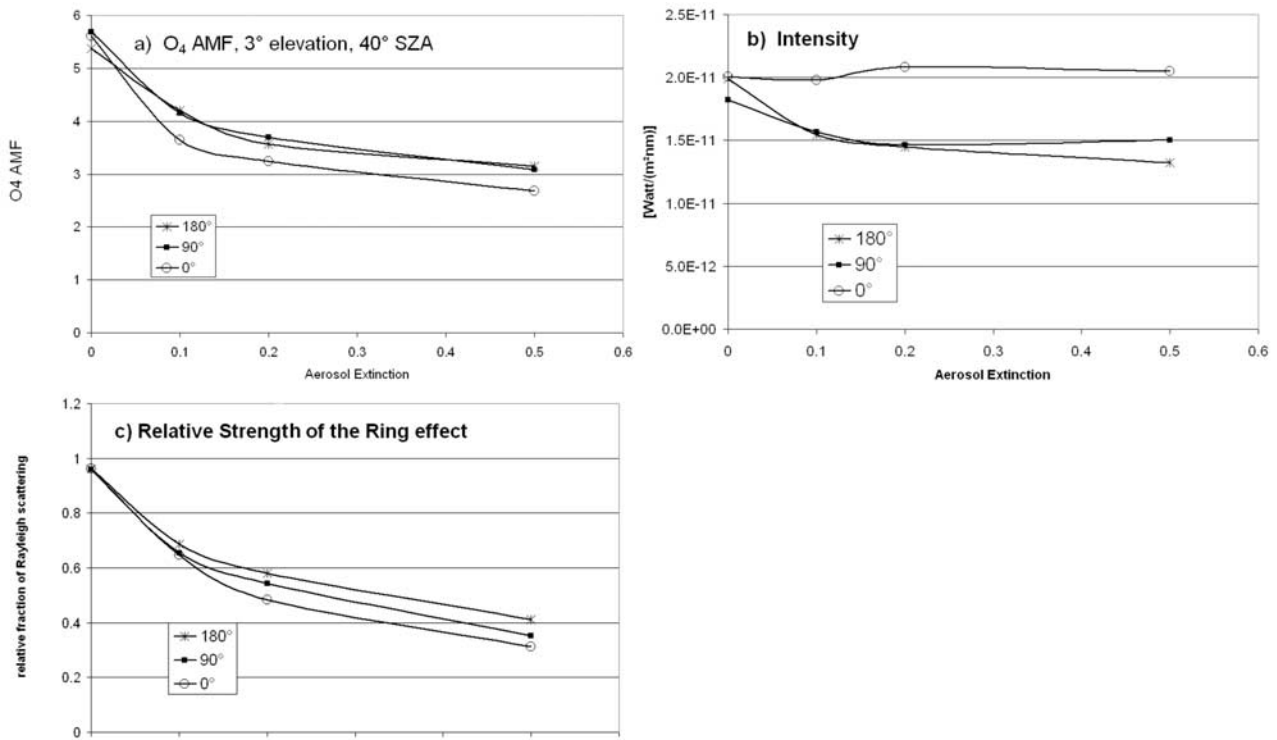 a) O₄ AMF, 3° elevation, 40° SZA
O4 AMF
6
5
4
3
2
1
0
180°
90°
0°
0 0.1 0.2 0.3 0.4 0.5 0.6
Aerosol Extinction
b) Intensity
[Watt/(m²nm)]
2.5E-11
2.0E-11
1.5E-11
1.0E-11
5.0E-12
0.0E+00
180°
90°
0°
0 0.1 0.2 0.3 0.4 0.5 0.6
Aerosol Extinction
c) Relative Strength of the Ring effect
relative fraction of Rayleigh scattering
1.2
1
0.8
0.6
0.4
0.2
0
180°
90°
0°